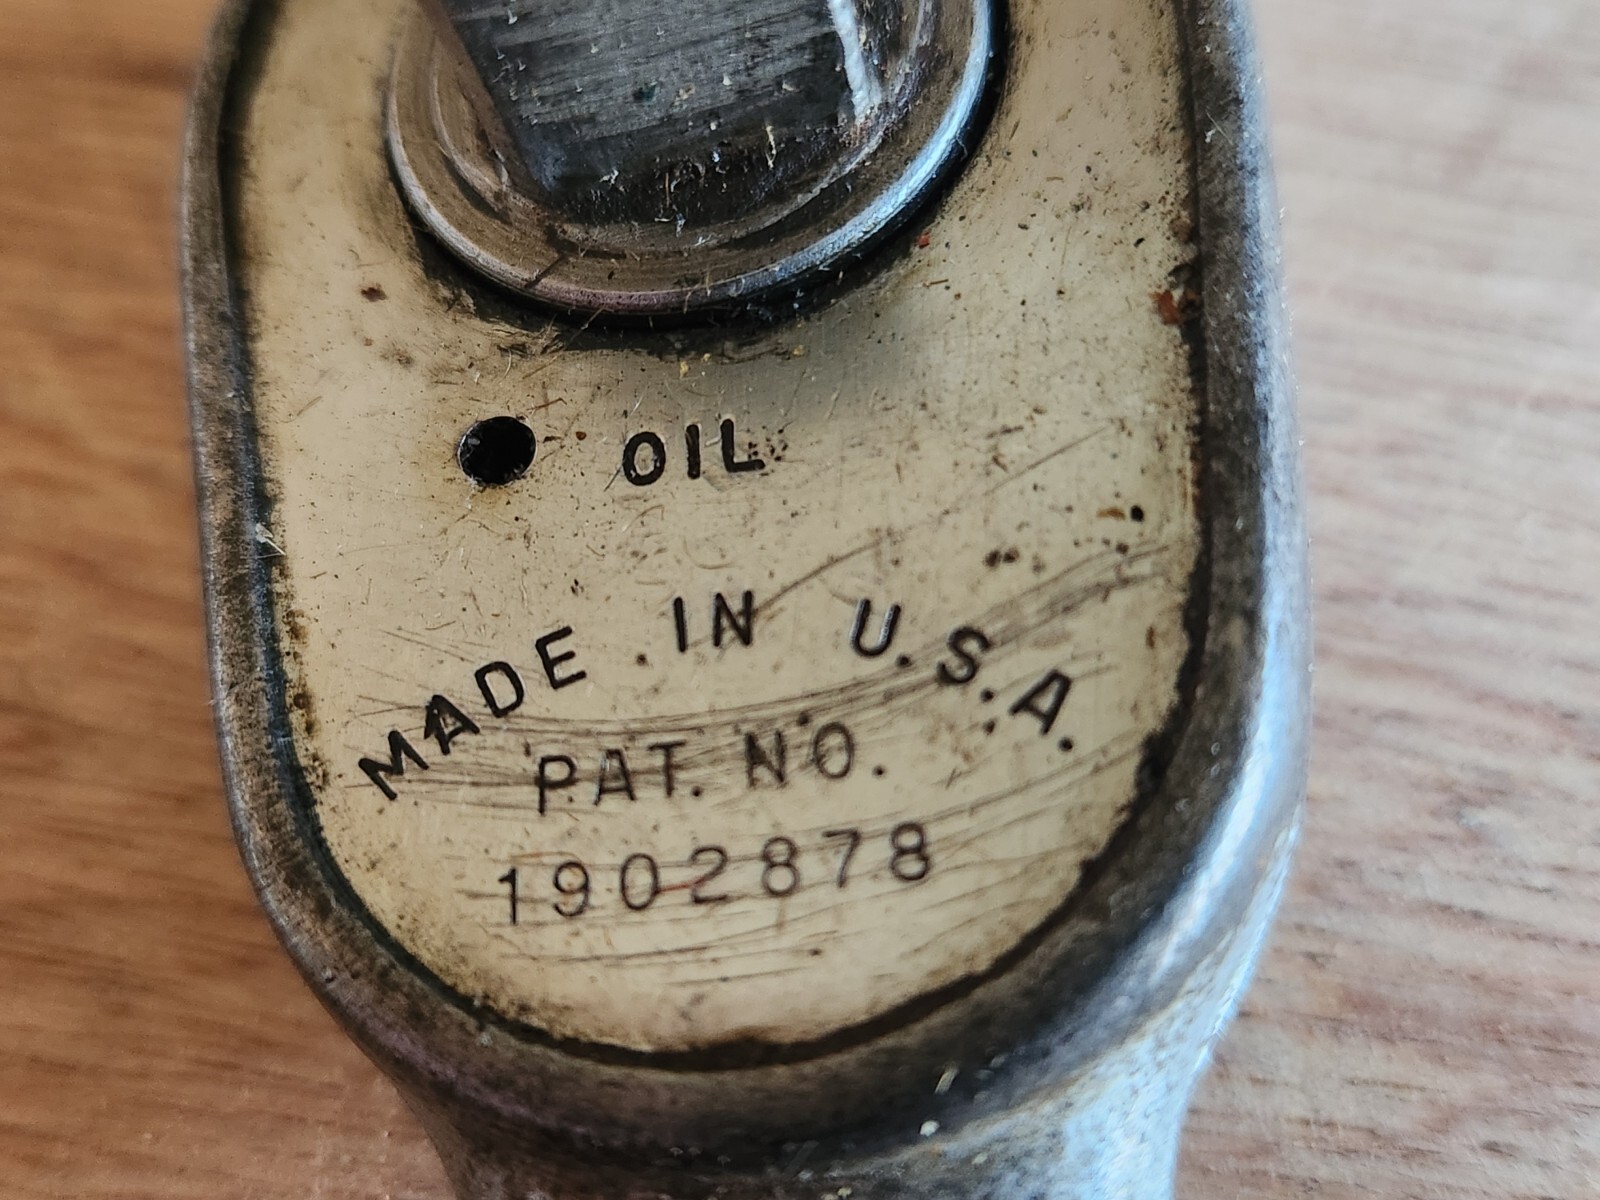 OIL
MADE IN U.S.A.
PAT. NO.
1902878